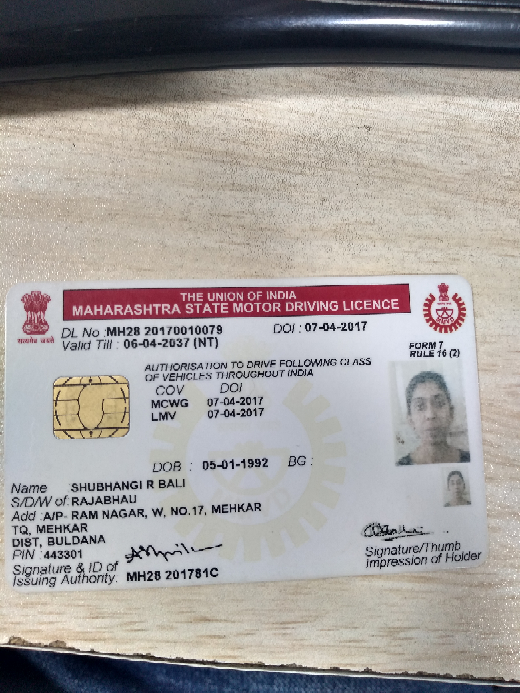 THE UNION OF INDIA
MAHARASHTRA STATE MOTOR DRIVING LICENCE
सत्यमेव जयते
DL No : MH28 20170010079 DOI : 07-04-2017
Valid Till : 06-04-2037 (NT)
FORM 7
RULE 16 (2)
AUTHORISATION TO DRIVE FOLLOWING CLASS
OF VEHICLES THROUGHOUT INDIA
COV DOI
MCWG 07-04-2017
LMV 07-04-2017
DOB : 05-01-1992 BG :
Name SHUBHANGI R BALI
S/D/W of : RAJABHAU
Add : A/P- RAM NAGAR, W, NO.17, MEHKAR
TQ, MEHKAR
DIST, BULDANA
PIN : 443301
Signature & ID of
Issuing Authority. MH28 201781C
Signature/Thumb
Impression of Holder